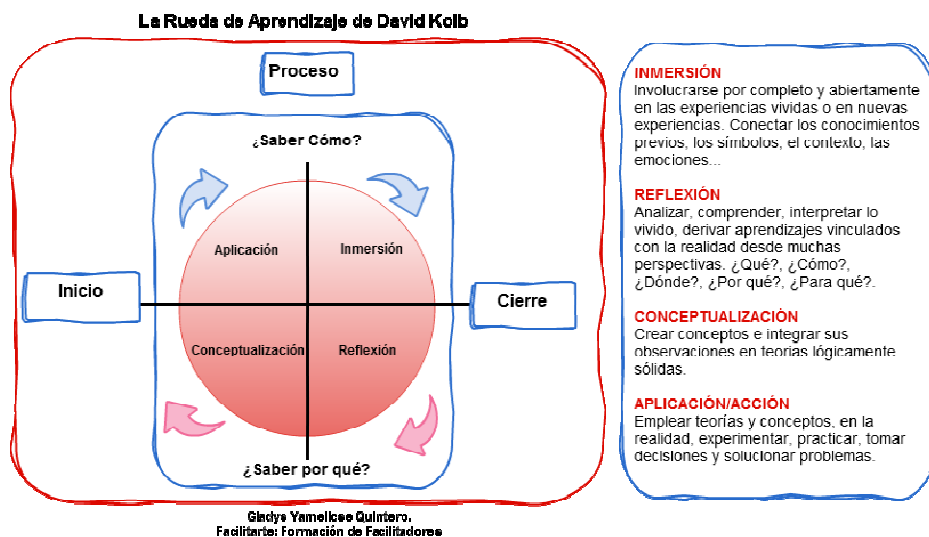 La Rueda de Aprendizaje de David Kolb
Proceso
¿Saber Cómo?
Aplicación
Inmersión
Inicio
Cierre
Conceptualización
Reflexión
¿Saber por qué?
Gladys Yamelicse Quintero.
Facilitarte: Formación de Facilitadores
INMERSIÓN
Involucrarse por completo y abiertamente
en las experiencias vividas o en nuevas
experiencias. Conectar los conocimientos
previos, los símbolos, el contexto, las
emociones...
REFLEXIÓN
Analizar, comprender, interpretar lo
vivido, derivar aprendizajes vinculados
con la realidad desde muchas
perspectivas. ¿Qué?, ¿Cómo?,
¿Dónde?, ¿Por qué?, ¿Para qué?.
CONCEPTUALIZACIÓN
Crear conceptos e integrar sus
observaciones en teorías lógicamente
sólidas.
APLICACIÓN/ACCIÓN
Emplear teorías y conceptos, en la
realidad, experimentar, practicar, tomar
decisiones y solucionar problemas.